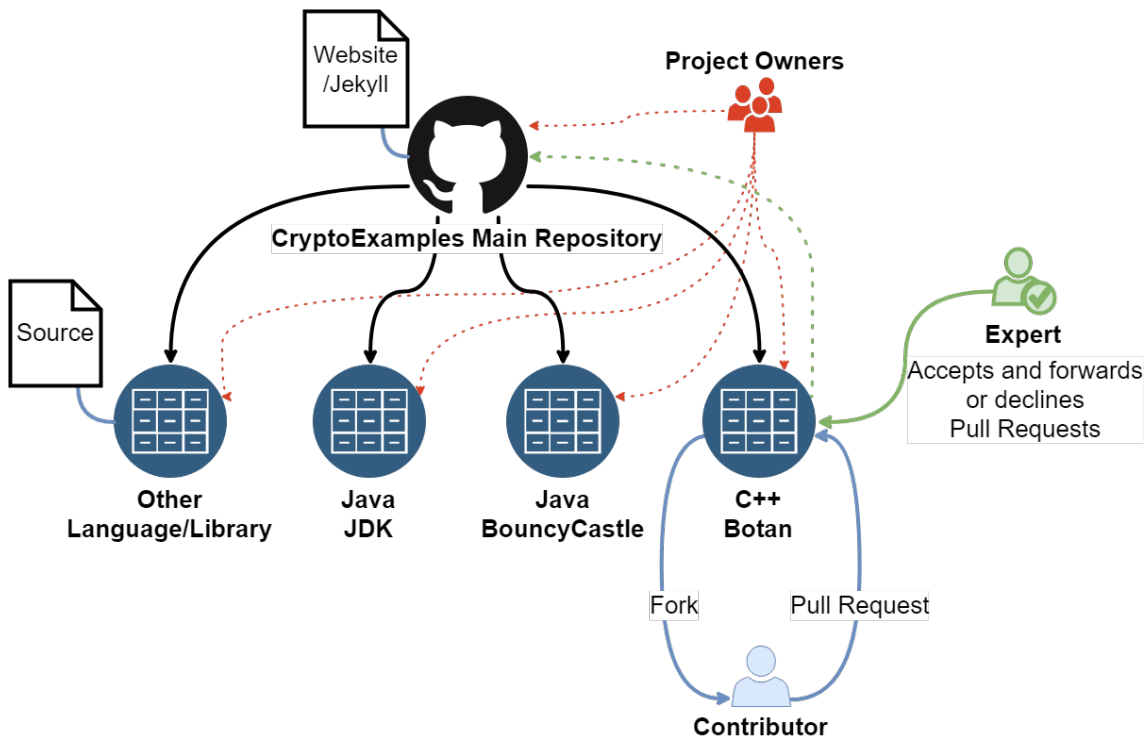 Website
/Jekyll
Project Owners
CryptoExamples Main Repository
Source
Expert
Accepts and forwards
or declines
Pull Requests
Other
Language/Library
Java
JDK
Java
BouncyCastle
C++
Botan
Fork
Pull Request
Contributor